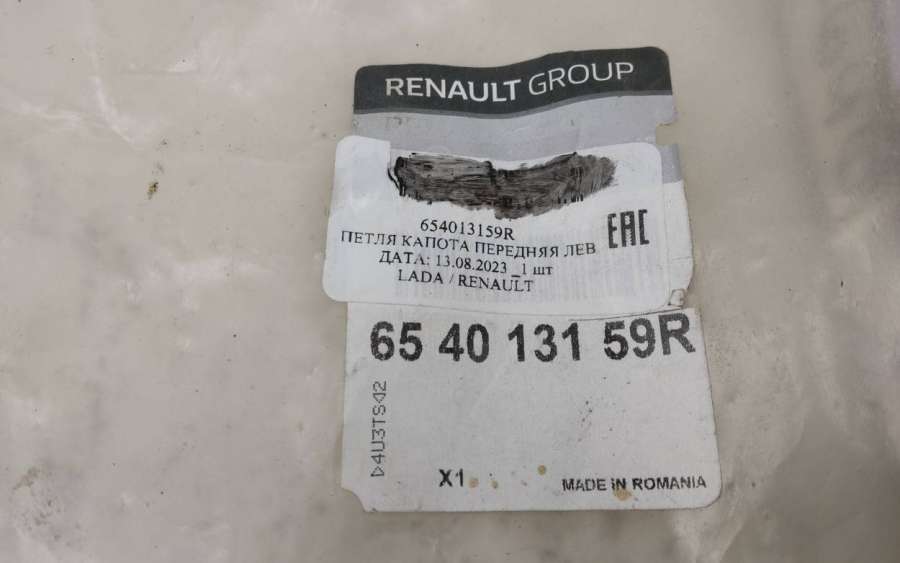 RENAULT GROUP
654013159R
ПЕТЛЯ КАПОТА ПЕРЕДНЯЯ ЛЕВ
ДАТА: 13.08.2023 _1 шт
LADA / RENAULT
EAC
65 40 131 59R
D4U3TS42
X1
MADE IN ROMANIA